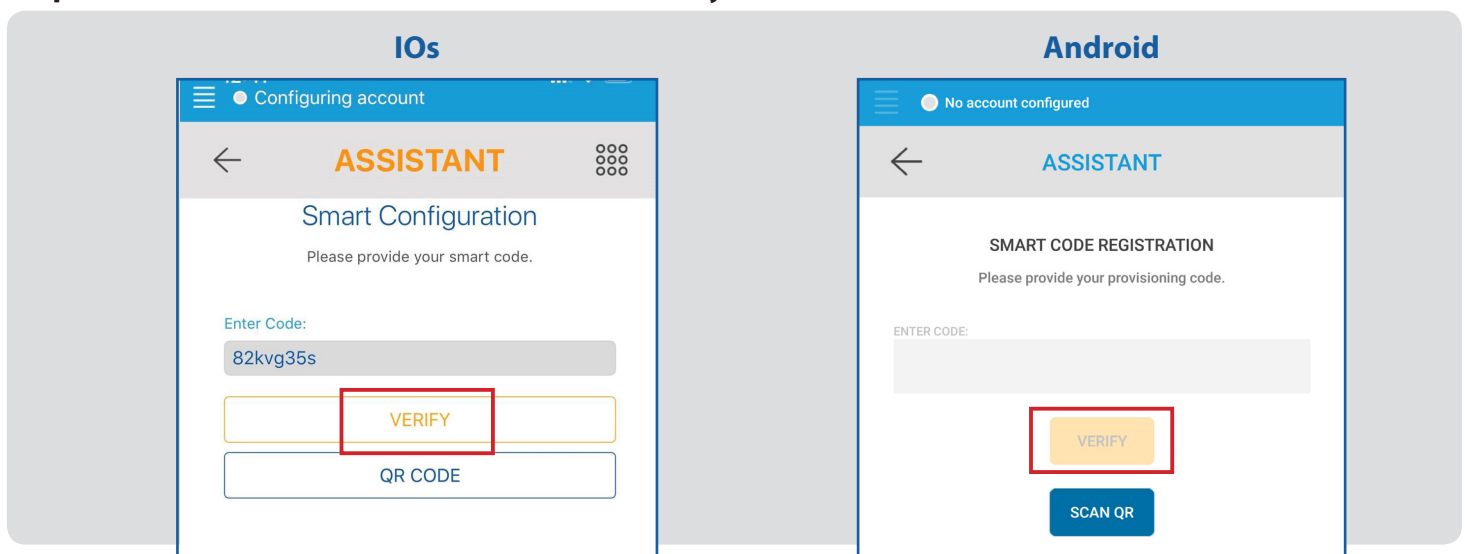 IOs
Configuring account
ASSISTANT
Smart Configuration
Please provide your smart code.
Enter Code:
82kvg35s
VERIFY
QR CODE
Android
No account configured
ASSISTANT
SMART CODE REGISTRATION
Please provide your provisioning code.
ENTER CODE:
VERIFY
SCAN QR